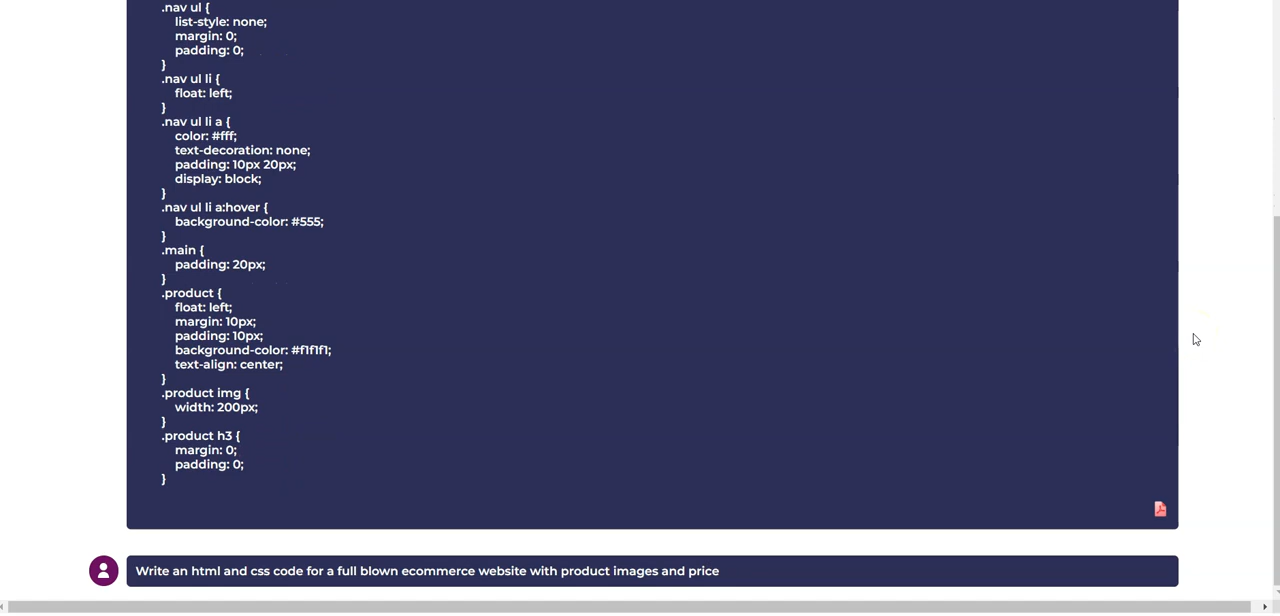 .nav ul {
list-style: none;
margin: 0;
padding: 0;
}
.nav ul li {
float: left;
}
.nav ul li a {
color: #fff;
text-decoration: none;
padding: 10px 20px;
display: block;
}
.nav ul li a:hover {
background-color: #555;
}
.main {
padding: 20px;
}
.product {
float: left;
margin: 10px;
padding: 10px;
background-color: #f1f1f1;
text-align: center;
}
.product img {
width: 200px;
}
.product h3 {
margin: 0;
padding: 0;
}
Write an html and css code for a full blown ecommerce website with product images and price